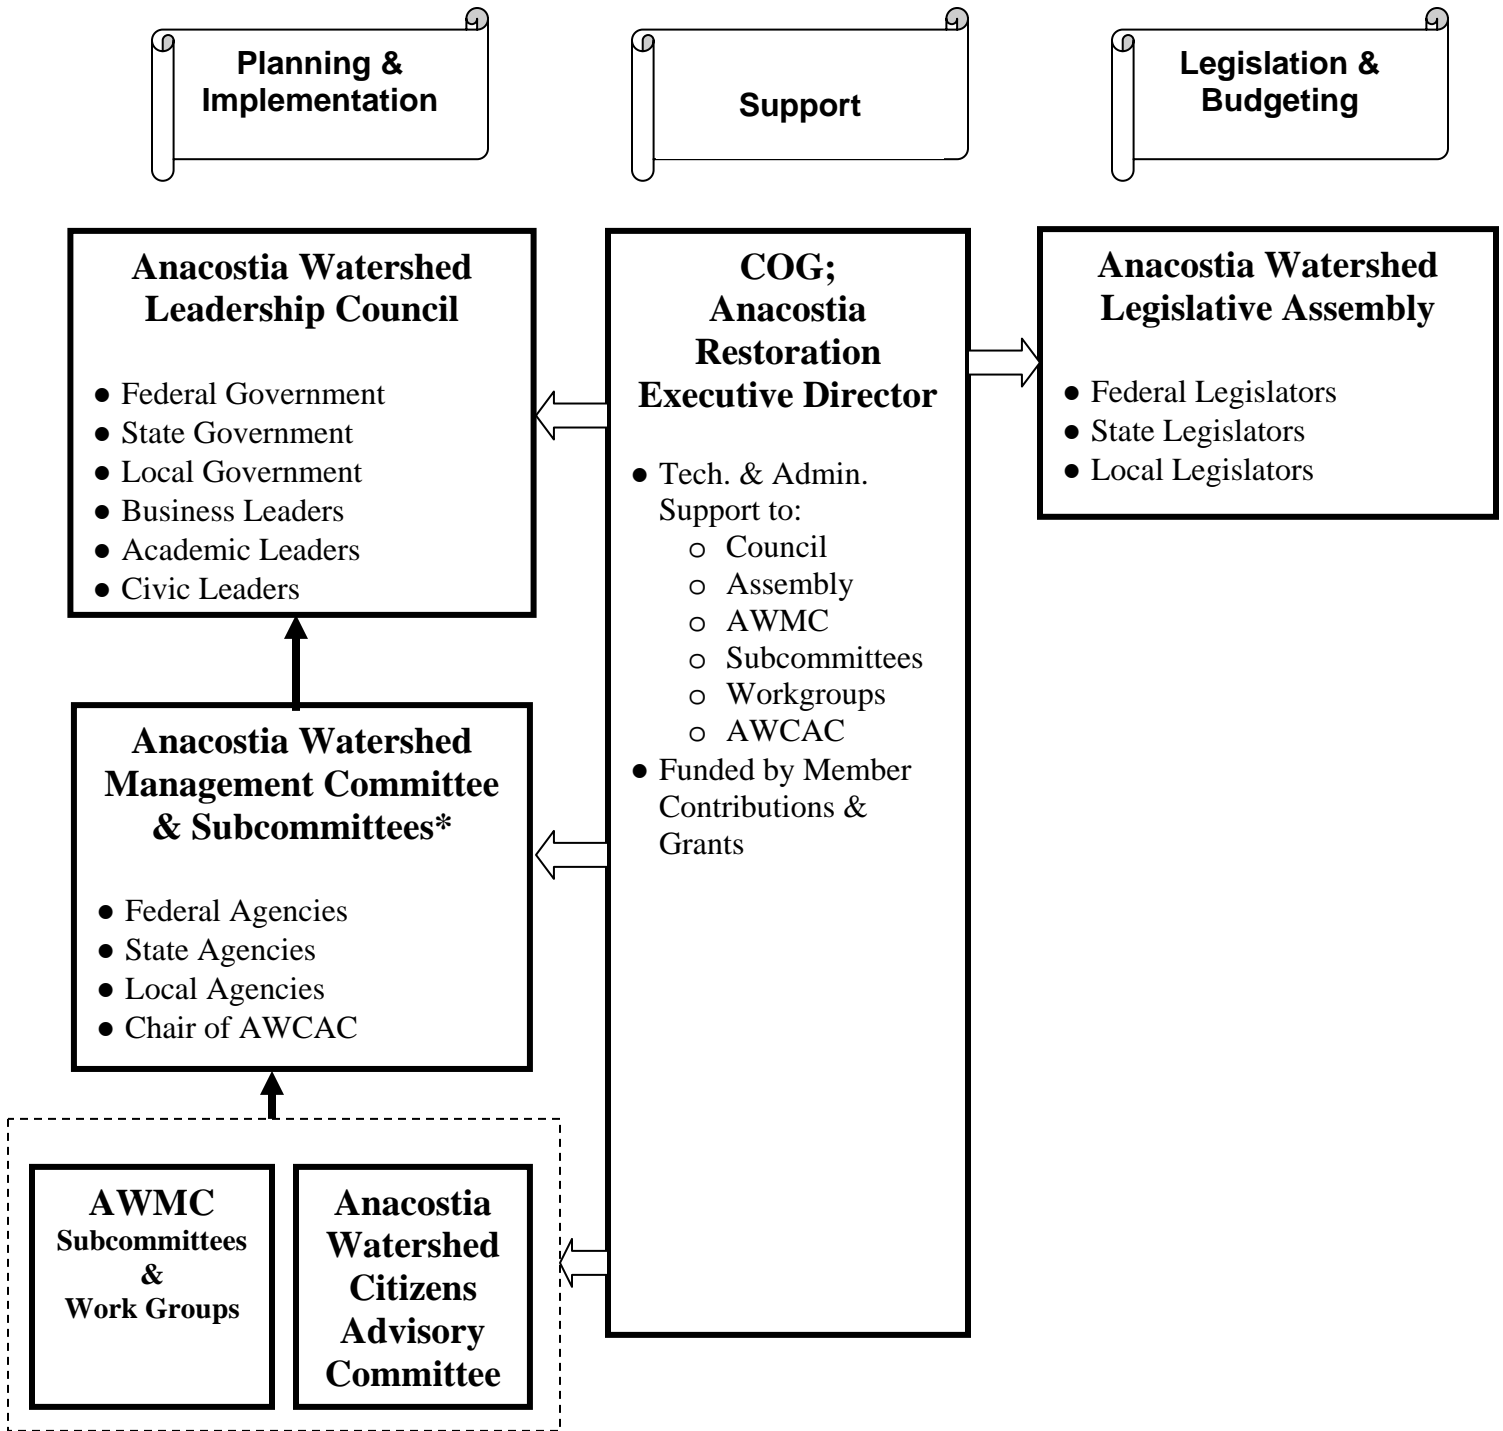 Planning &
Implementation
Support
Legislation &
Budgeting
Anacostia Watershed
Leadership Council
● Federal Government
● State Government
● Local Government
● Business Leaders
● Academic Leaders
● Civic Leaders
Anacostia Watershed
Management Committee
& Subcommittees*
● Federal Agencies
● State Agencies
● Local Agencies
● Chair of AWCAC
AWMC
Subcommittees
&
Work Groups
Anacostia
Watershed
Citizens
Advisory
Committee
COG;
Anacostia
Restoration
Executive Director
● Tech. & Admin.
Support to:
o Council
o Assembly
o AWMC
o Subcommittees
o Workgroups
o AWCAC
● Funded by Member
Contributions &
Grants
Anacostia Watershed
Legislative Assembly
● Federal Legislators
● State Legislators
● Local Legislators